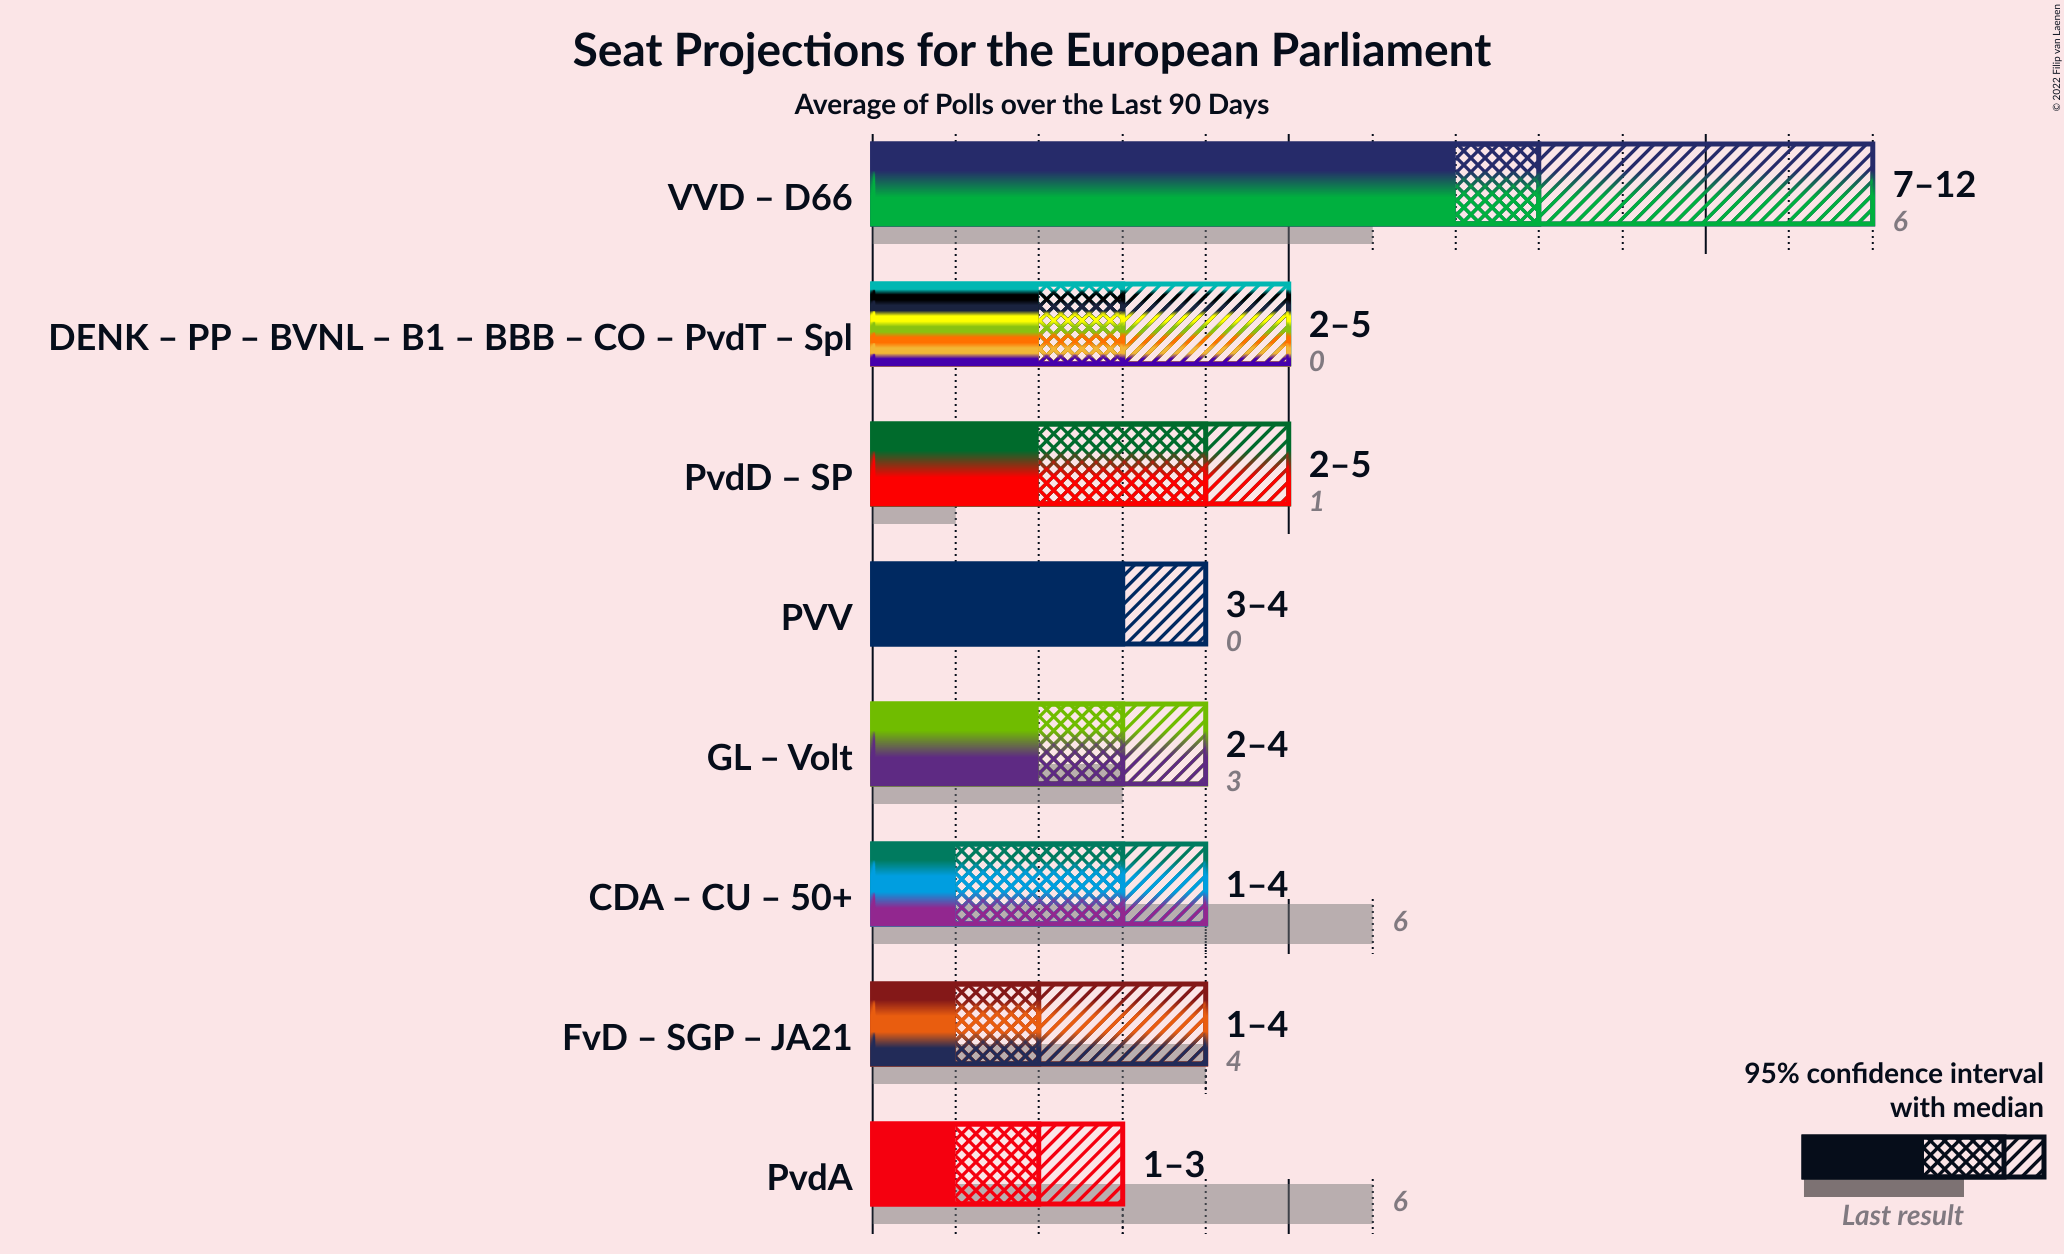 Seat Projections for the European Parliament
Average of Polls over the Last 90 Days
© 2022 Filip van Laenen
VVD – D66
7–12
6
DENK – PP – BVNL – B1 – BBB – CO – PvdT – Spl
2–5
0
PvdD – SP
2–5
1
PVV
3–4
0
GL – Volt
2–4
3
CDA – CU – 50+
1–4
6
FvD – SGP – JA21
1–4
4
PvdA
1–3
6
95% confidence interval
with median
Last result